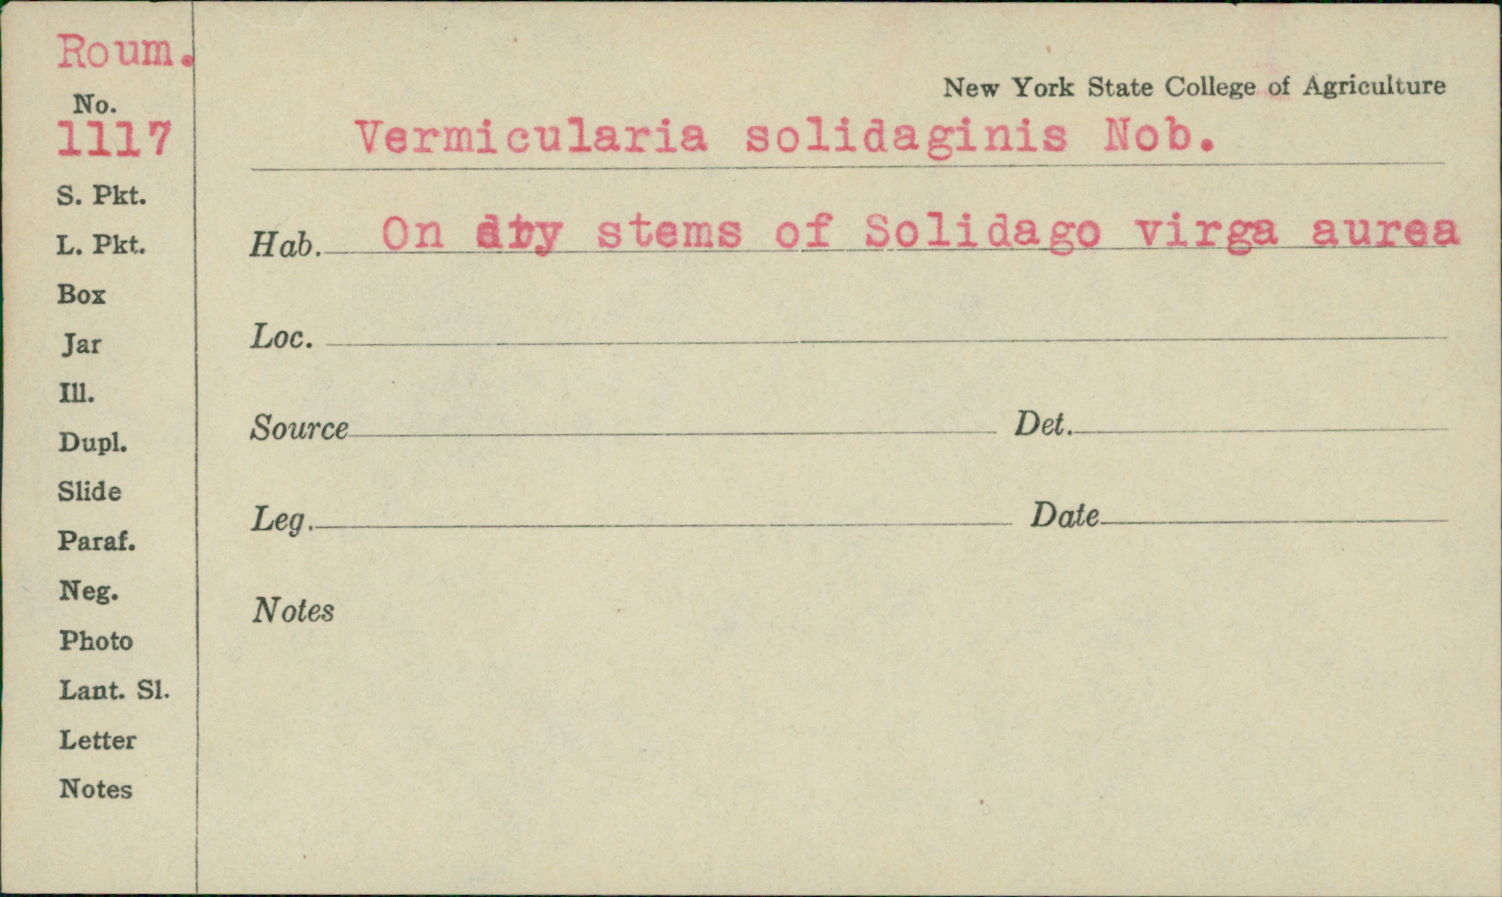 Roum.
No.
1117
S. Pkt.
L. Pkt.
Box
Jar
Ill.
Dupl.
Slide
Paraf.
Neg.
Photo
Lant. Sl.
Letter
Notes
New York State College of Agriculture
Vermicularia solidaginis Nob.
Hab. On dry stems of Solidago virga aurea
Loc.
Source Det.
Leg. Date
Notes